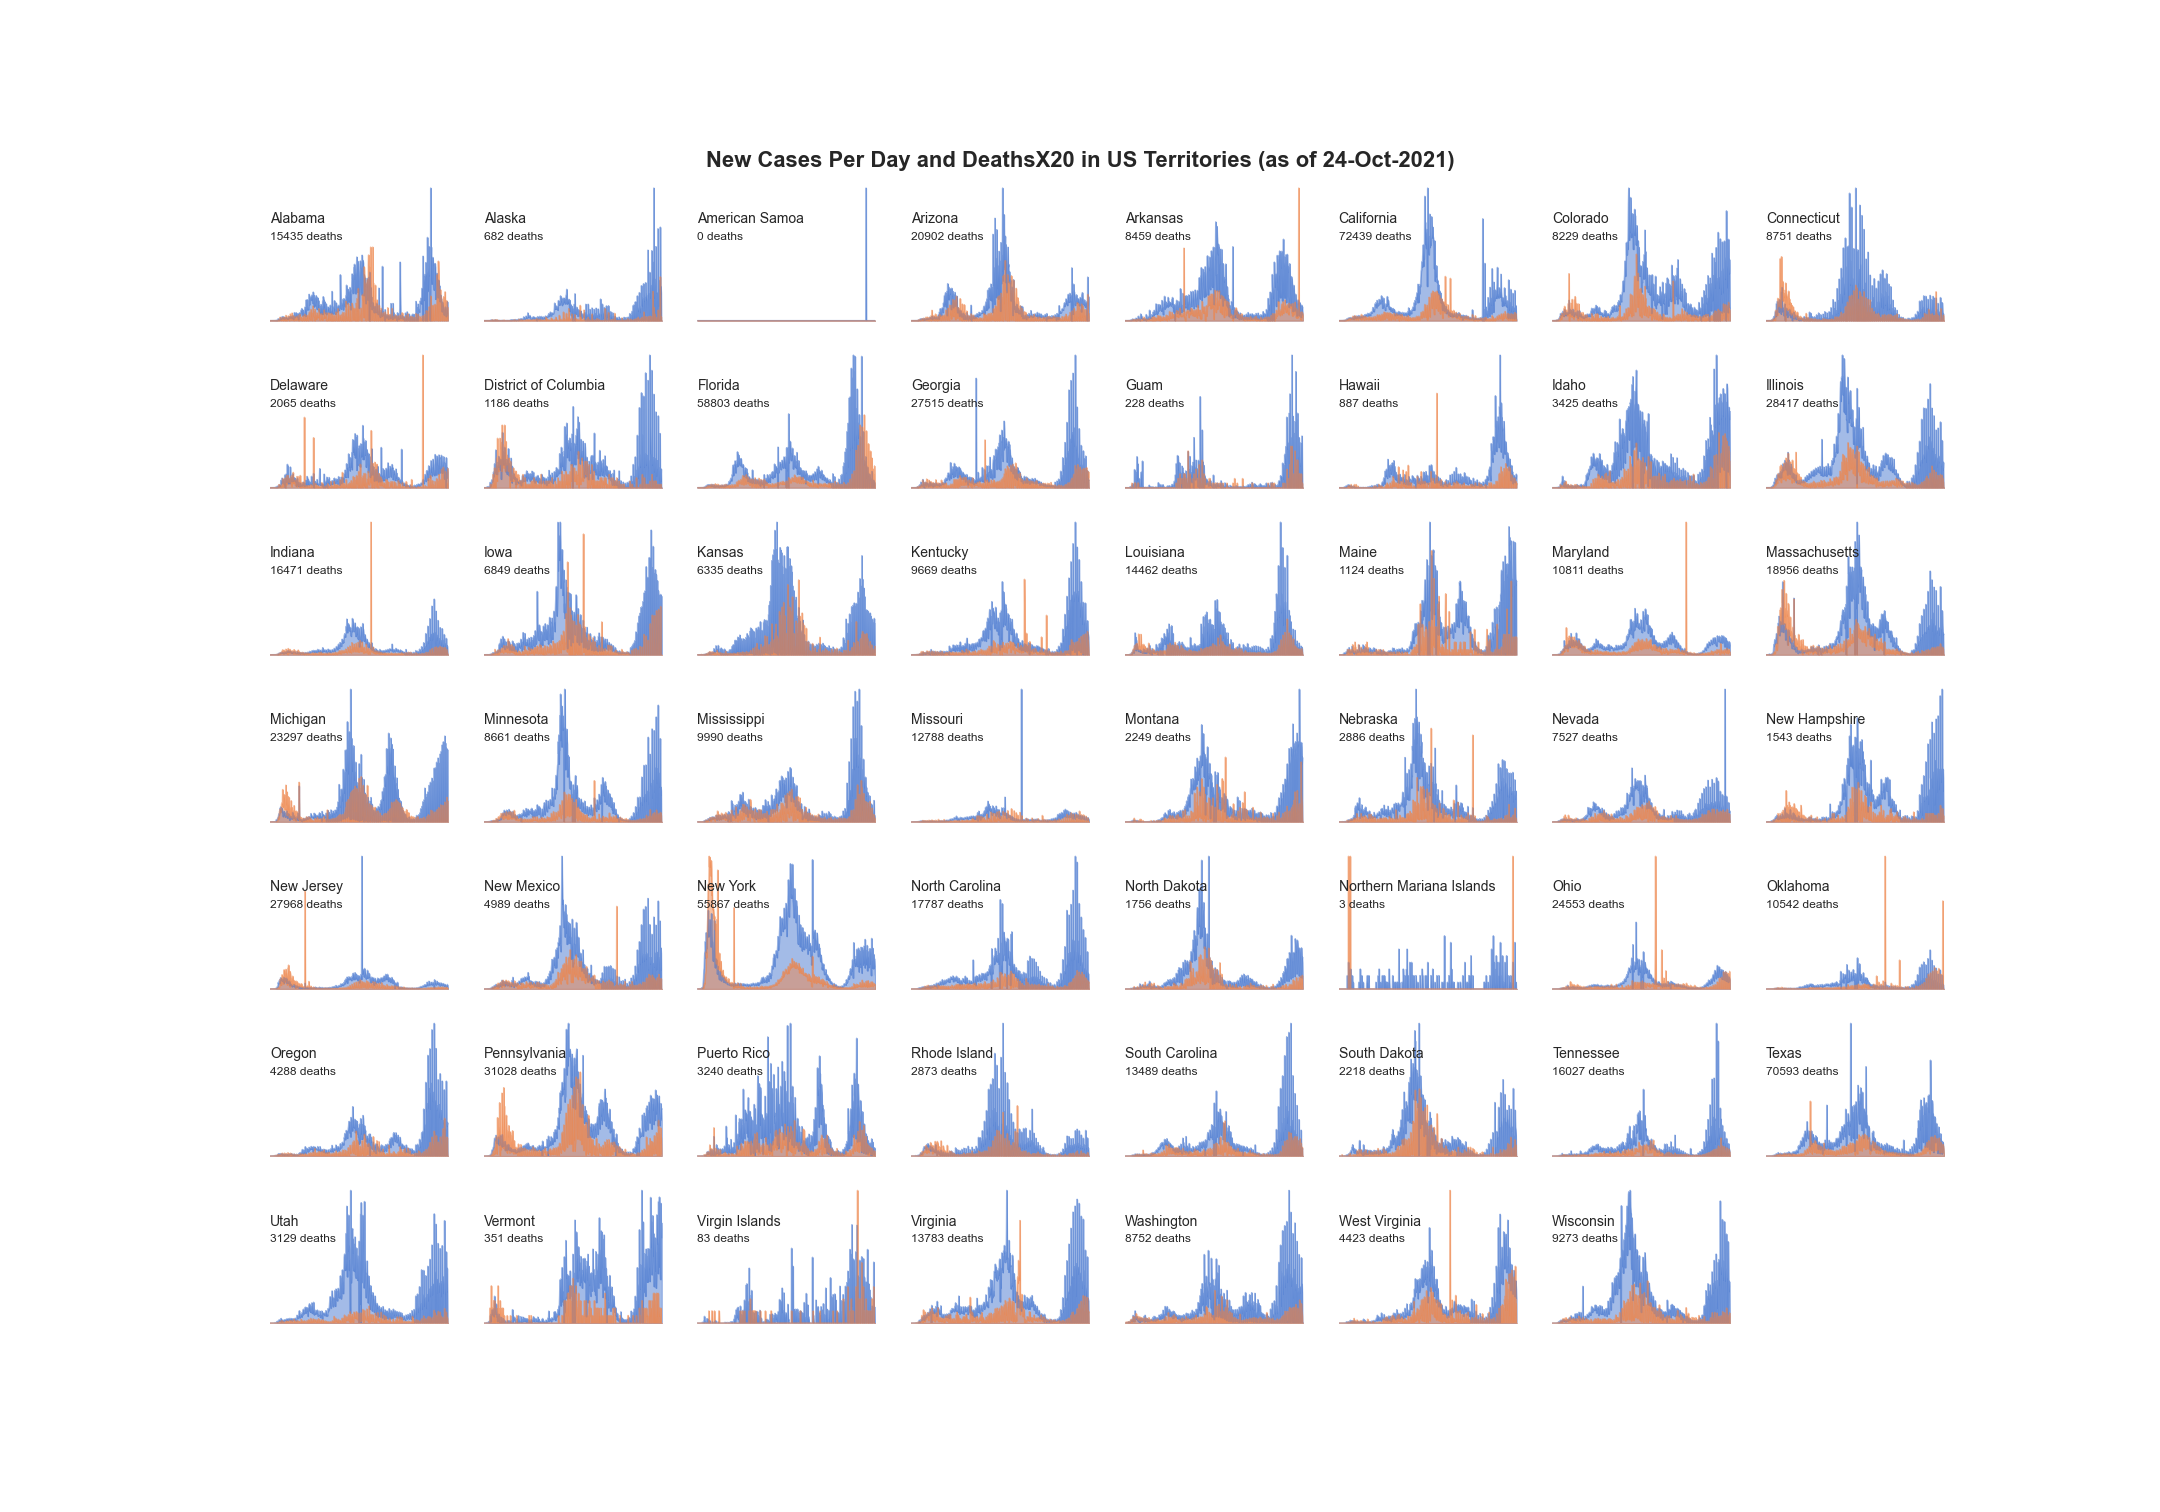 New Cases Per Day and DeathsX20 in US Territories (as of 24-Oct-2021)
Alabama
15435 deaths
Alaska
682 deaths
American Samoa
0 deaths
Arizona
20902 deaths
Arkansas
8459 deaths
California
72439 deaths
Colorado
8229 deaths
Connecticut
8751 deaths
Delaware
2065 deaths
District of Columbia
1186 deaths
Florida
58803 deaths
Georgia
27515 deaths
Guam
228 deaths
Hawaii
887 deaths
Idaho
3425 deaths
Illinois
28417 deaths
Indiana
16471 deaths
Iowa
6849 deaths
Kansas
6335 deaths
Kentucky
9669 deaths
Louisiana
14462 deaths
Maine
1124 deaths
Maryland
10811 deaths
Massachusetts
18956 deaths
Michigan
23297 deaths
Minnesota
8661 deaths
Mississippi
9990 deaths
Missouri
12788 deaths
Montana
2249 deaths
Nebraska
2886 deaths
Nevada
7527 deaths
New Hampshire
1543 deaths
New Jersey
27968 deaths
New Mexico
4989 deaths
New York
55867 deaths
North Carolina
17787 deaths
North Dakota
1756 deaths
Northern Mariana Islands
3 deaths
Ohio
24553 deaths
Oklahoma
10542 deaths
Oregon
4288 deaths
Pennsylvania
31028 deaths
Puerto Rico
3240 deaths
Rhode Island
2873 deaths
South Carolina
13489 deaths
South Dakota
2218 deaths
Tennessee
16027 deaths
Texas
70593 deaths
Utah
3129 deaths
Vermont
351 deaths
Virgin Islands
83 deaths
Virginia
13783 deaths
Washington
8752 deaths
West Virginia
4423 deaths
Wisconsin
9273 deaths